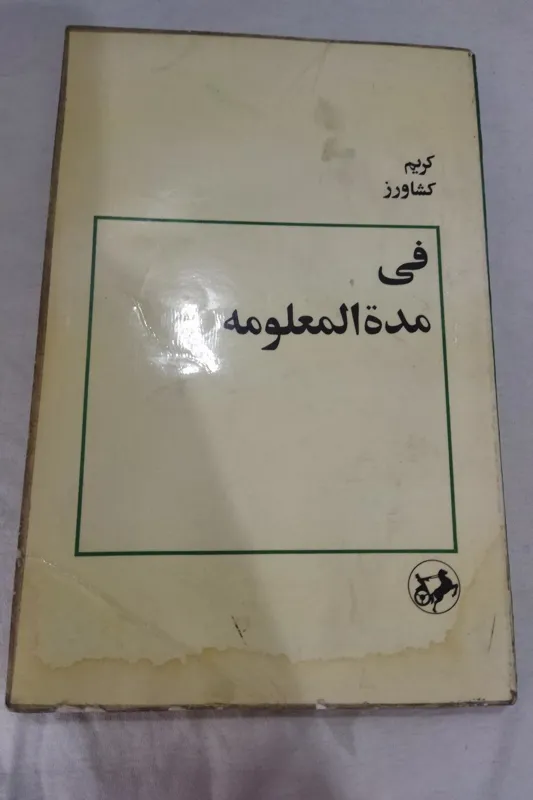 کریم
کشاورز
فی
مدة المعلومه